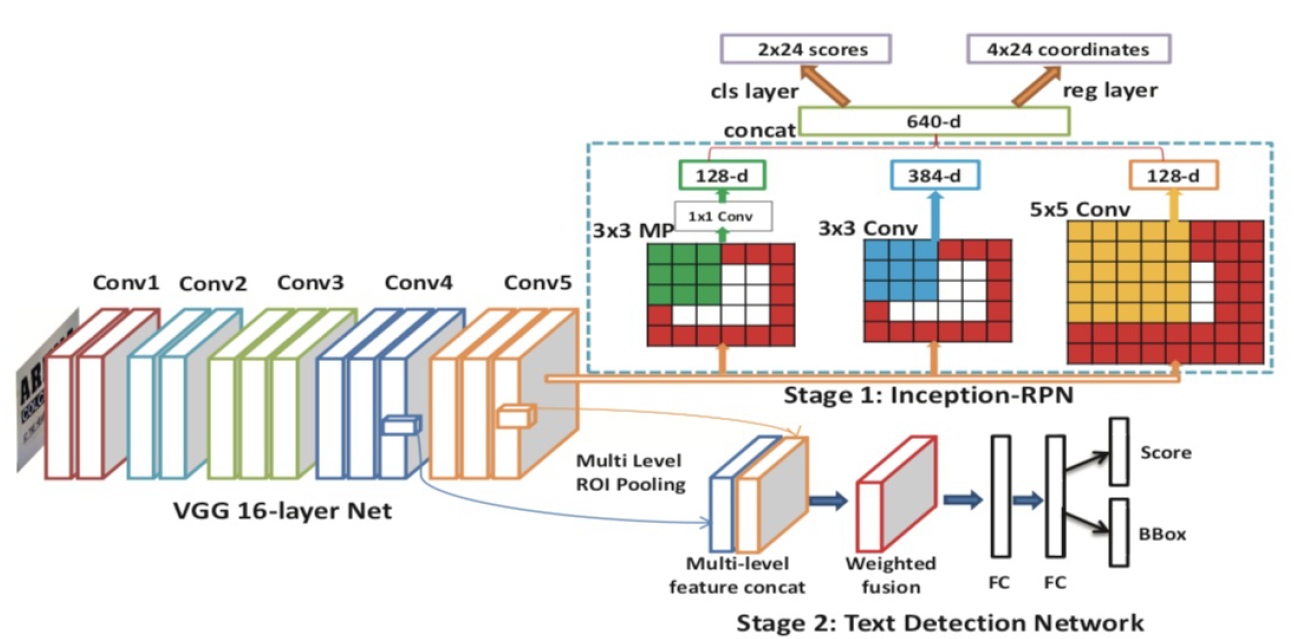 2x24 scores
4x24 coordinates
cls layer
reg layer
640-d
concat
128-d
384-d
128-d
1x1 Conv
3x3 MP
3x3 Conv
5x5 Conv
Conv1
Conv2
Conv3
Conv4
Conv5
Stage 1: Inception-RPN
VGG 16-layer Net
Multi Level
ROI Pooling
Multi-level
feature concat
Weighted
fusion
FC
FC
Score
BBox
Stage 2: Text Detection Network